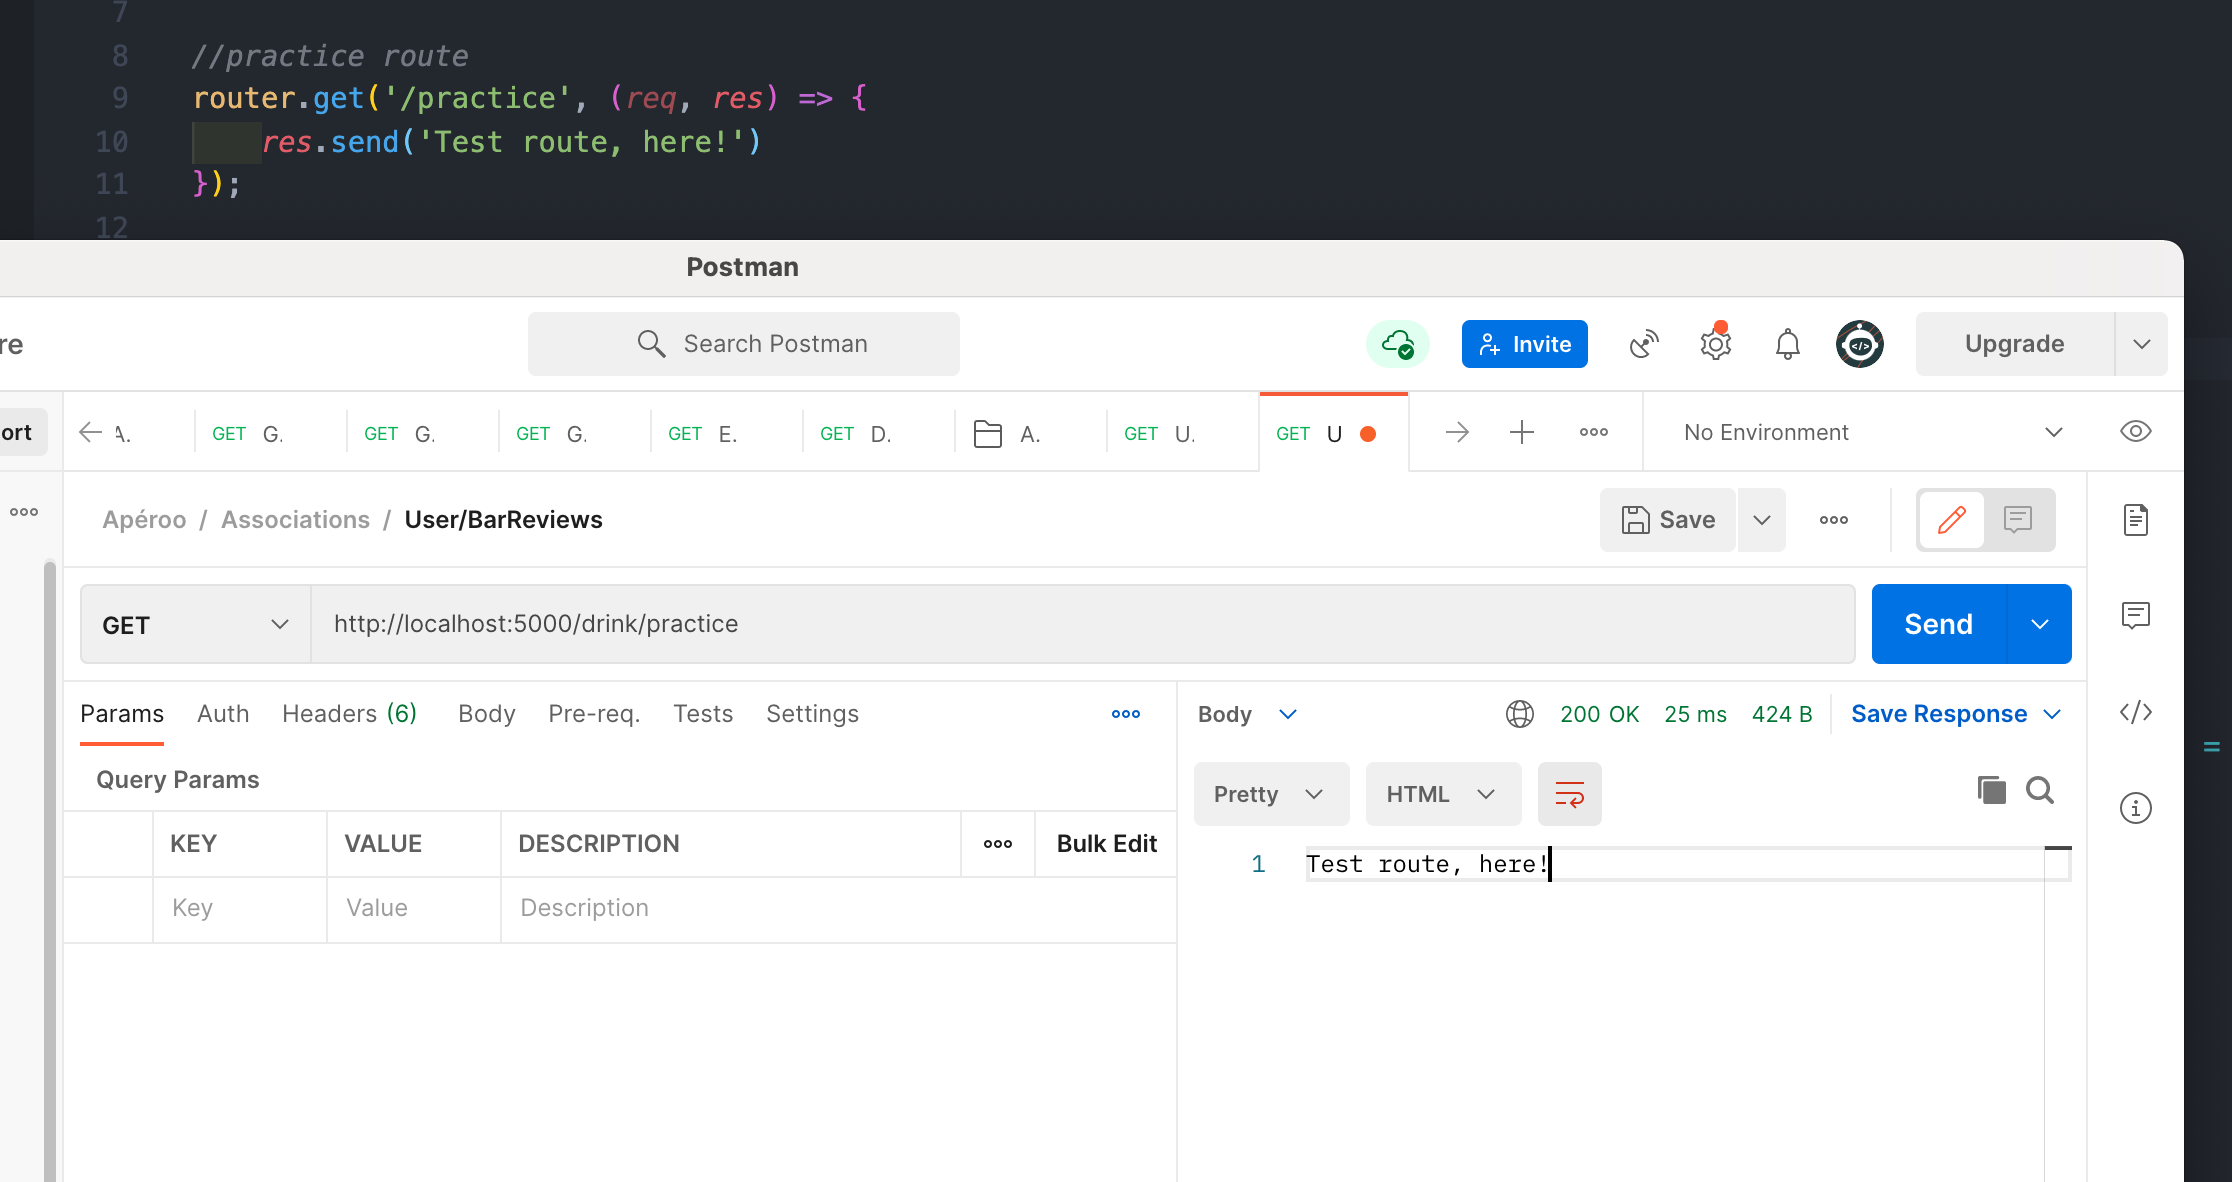 7
8 //practice route
9 router.get('/practice', (req, res) => {
10 res.send('Test route, here!')
11 });
12
Postman
re
Search Postman
Invite
Upgrade
ort
A.
GET G.
GET G.
GET G.
GET E.
GET D.
A.
GET U.
GET U
No Environment
Apéroo / Associations / User/BarReviews
Save
GET
http://localhost:5000/drink/practice
Send
Params Auth Headers (6) Body Pre-req. Tests Settings
Body
200 OK 25 ms 424 B
Save Response
Query Params
Pretty
HTML
KEY VALUE DESCRIPTION
Bulk Edit
Key Value Description
1 Test route, here!